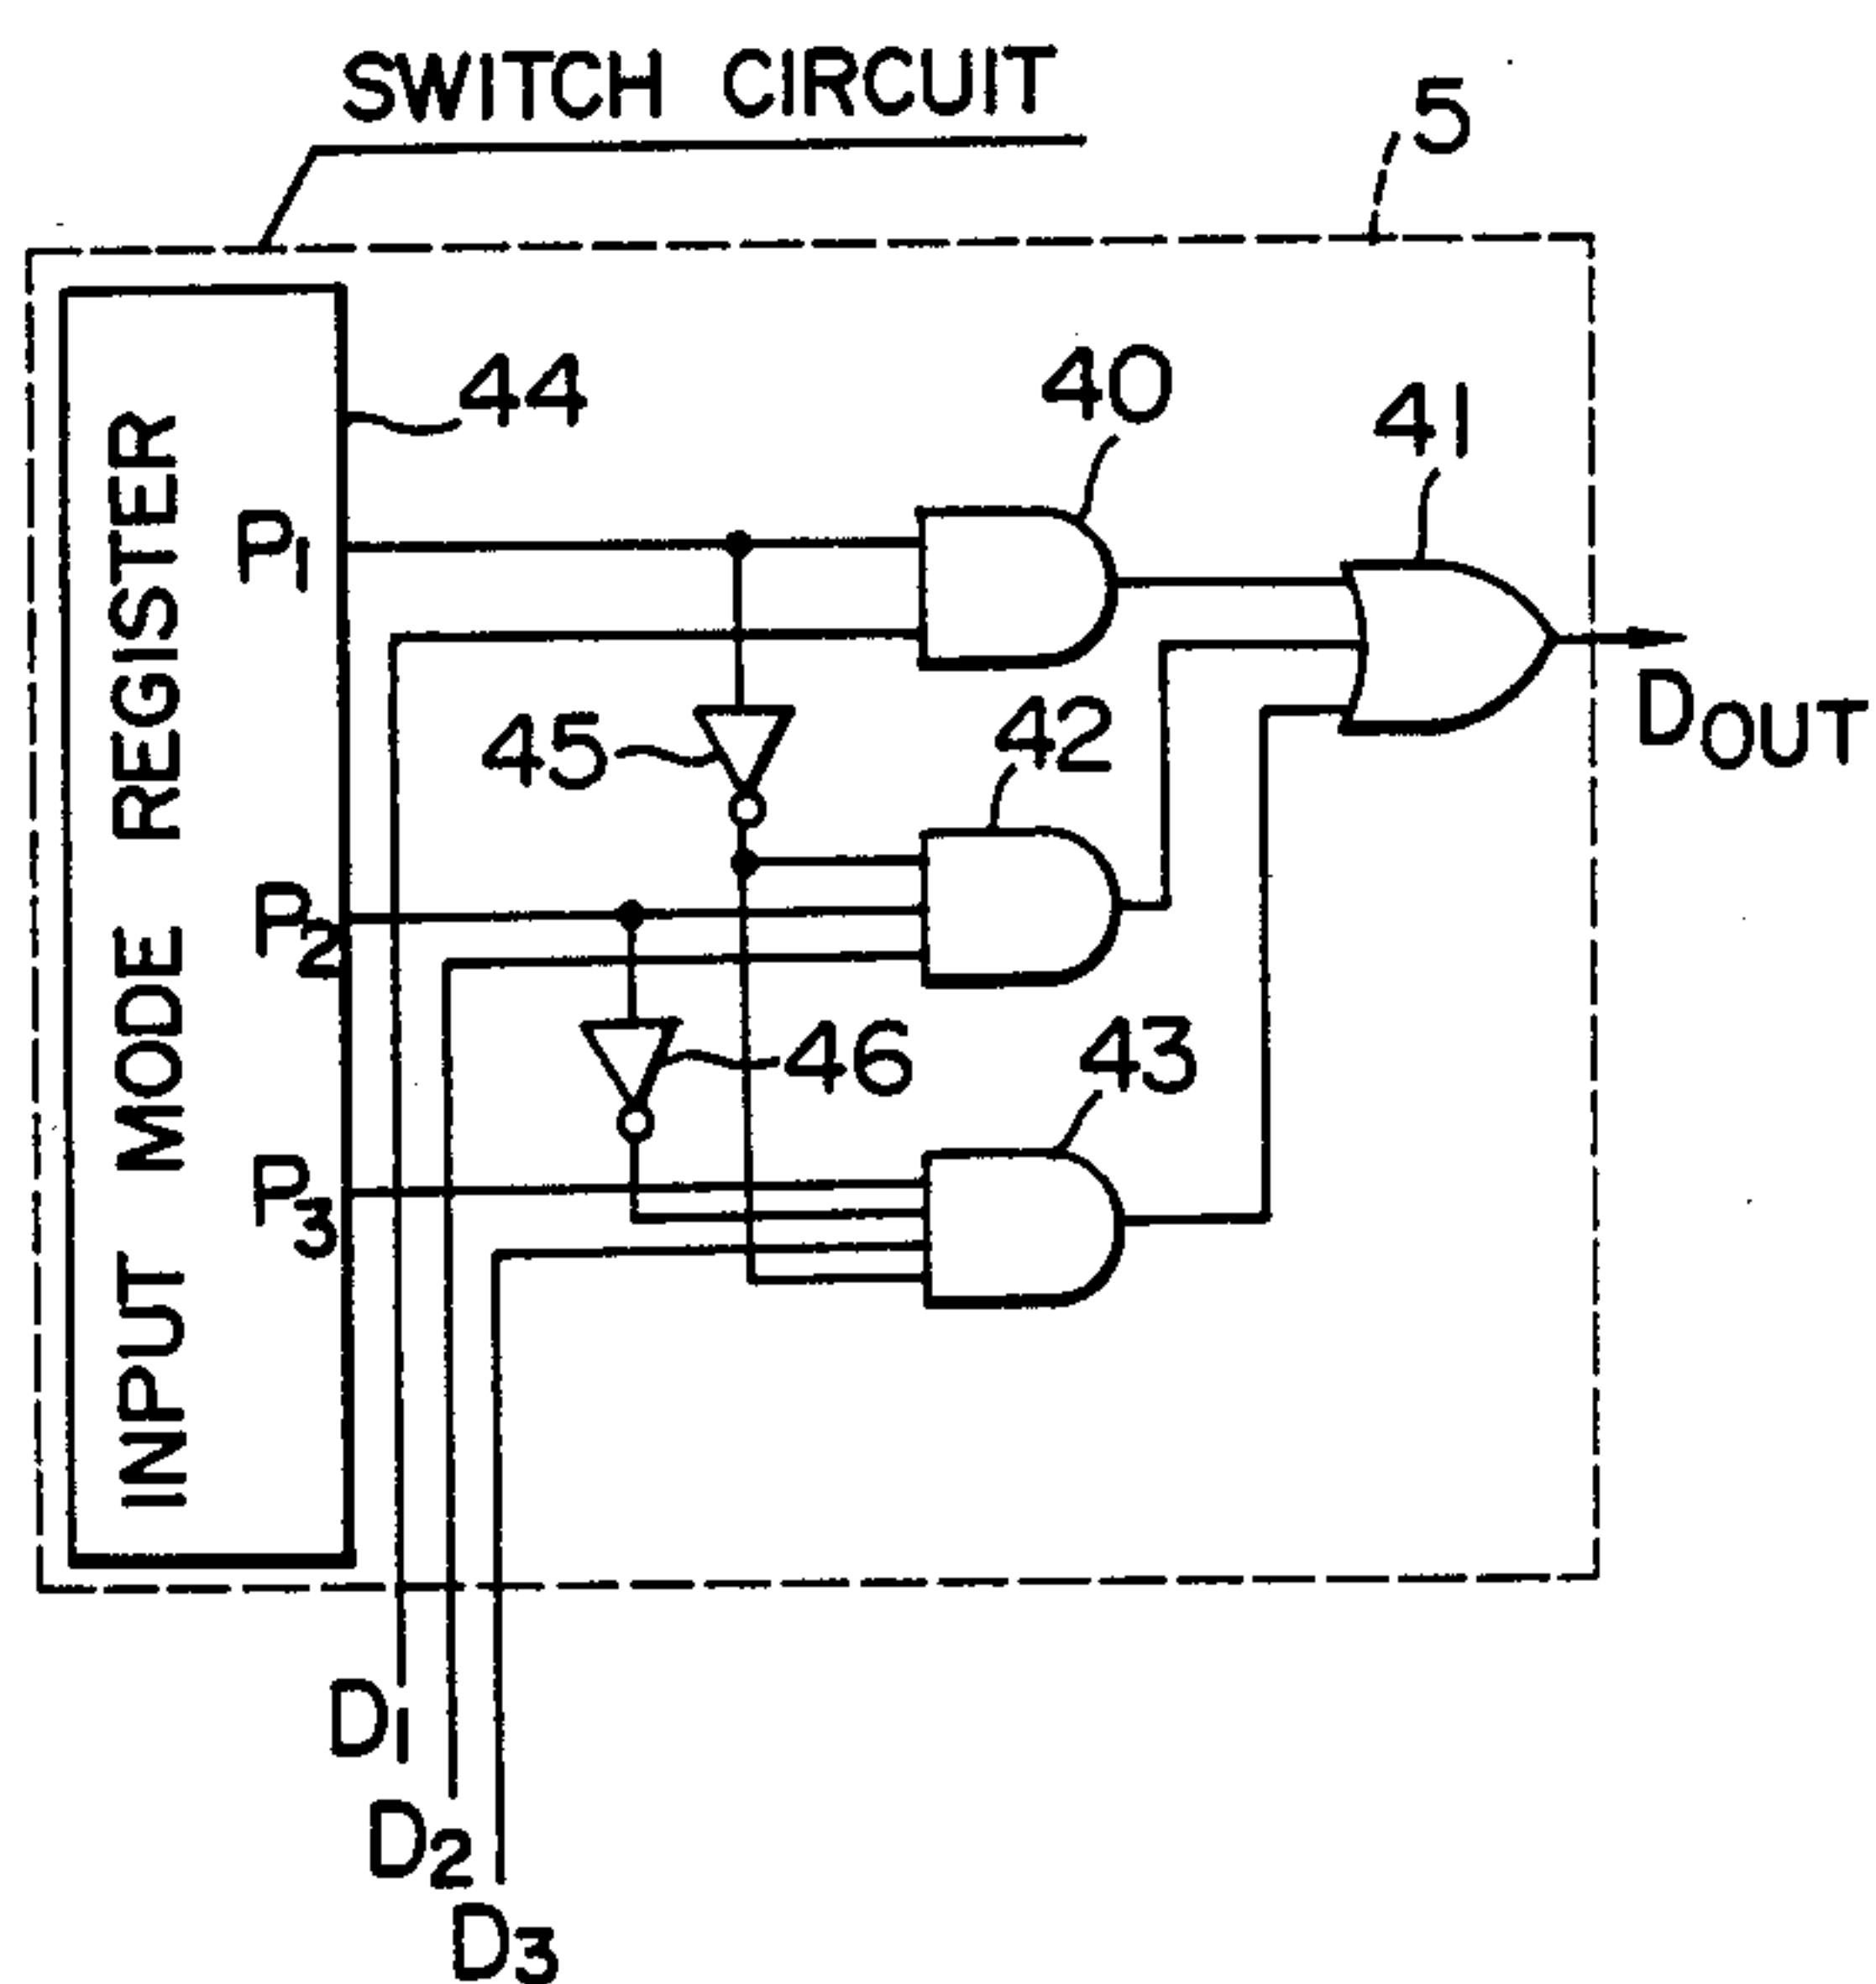 SWITCH CIRCUIT
5
44
40
41
INPUT MODE REGISTER
P1
45
42
DOUT
P2
46
43
P3
D1
D2
D3